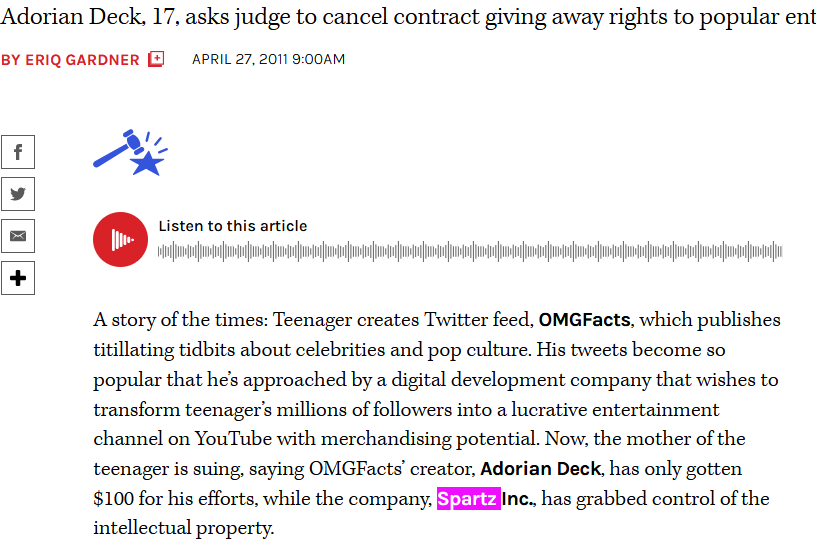 Adorian Deck, 17, asks judge to cancel contract giving away rights to popular ent
BY ERIQ GARDNER APRIL 27, 2011 9:00AM
Listen to this article
A story of the times: Teenager creates Twitter feed, OMGFacts, which publishes
titillating tidbits about celebrities and pop culture. His tweets become so
popular that he’s approached by a digital development company that wishes to
transform teenager’s millions of followers into a lucrative entertainment
channel on YouTube with merchandising potential. Now, the mother of the
teenager is suing, saying OMGFacts’ creator, Adorian Deck, has only gotten
$100 for his efforts, while the company, Spartz Inc., has grabbed control of the
intellectual property.